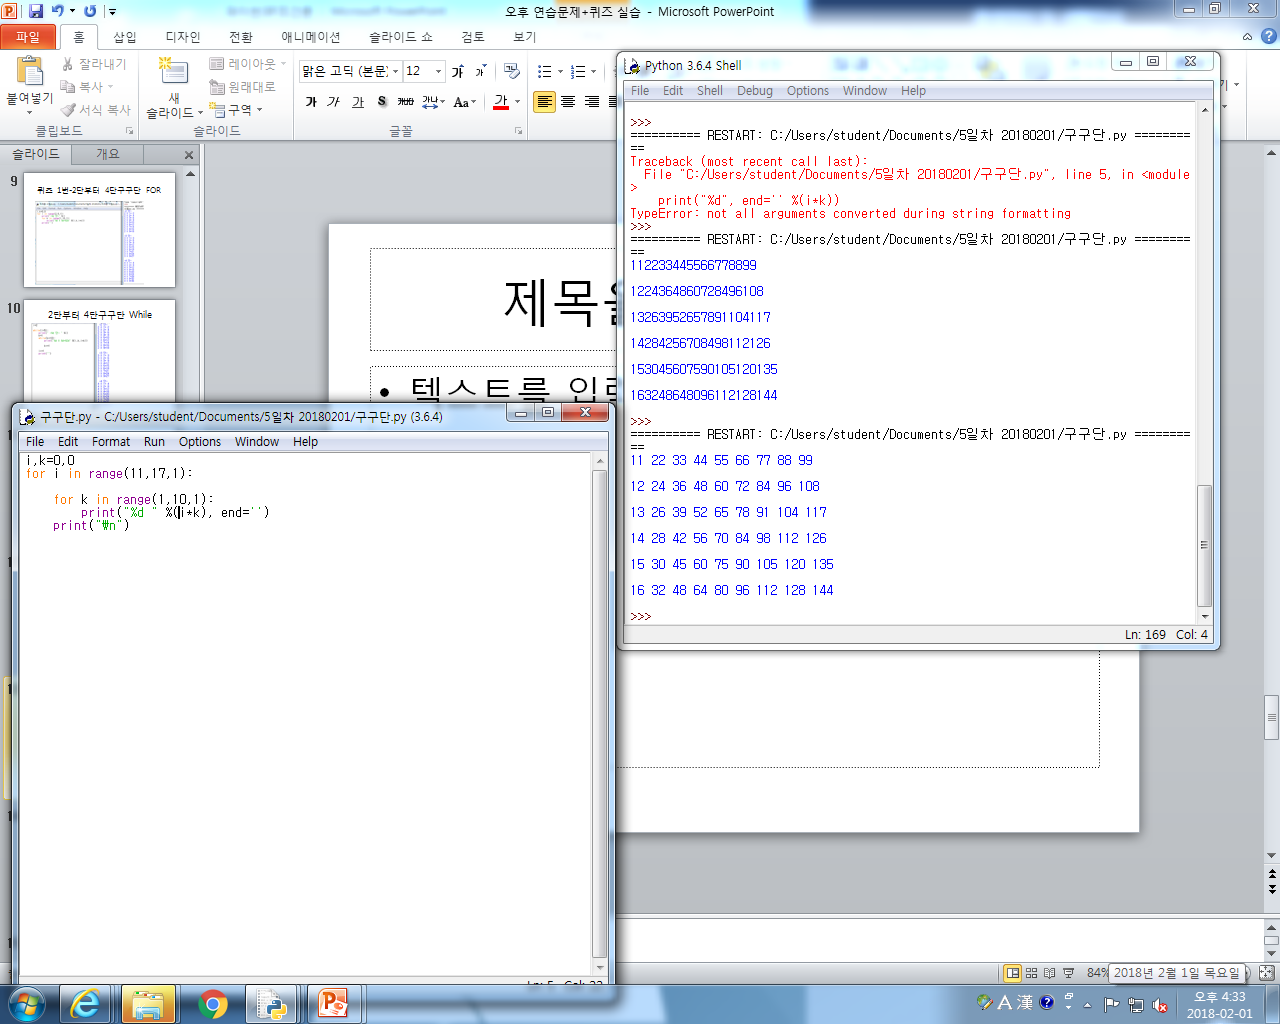 오후 연습문제+퀴즈 실습 - Microsoft PowerPoint
파일 홈 삽입 디자인 전환 애니메이션 슬라이드 쇼 검토 보기
붙여넣기
잘라내기
복사
서식 복사
클립보드
새
슬라이드
레이아웃
원래대로
구역
슬라이드
맑은 고딕 (본문) 12
글꼴
슬라이드 개요
9
퀴즈 1번-2단부터 4단구구단 FOR
10
2단부터 4단구구단 While
• 텍스트를
Python 3.6.4 Shell
File Edit Shell Debug Options Window Help
>>>
========== RESTART: C:/Users/student/Documents/5일차 20180201/구구단.py ========
==
Traceback (most recent call last):
  File "C:/Users/student/Documents/5일차 20180201/구구단.py", line 5, in <module
>
    print("%d", end='' %(i*k))
TypeError: not all arguments converted during string formatting
>>>
========== RESTART: C:/Users/student/Documents/5일차 20180201/구구단.py ========
==
112233445566778899
1224364860728496108
13263952657891104117
14284256708498112126
153045607590105120135
163248648096112128144
>>>
========== RESTART: C:/Users/student/Documents/5일차 20180201/구구단.py ========
==
11 22 33 44 55 66 77 88 99
12 24 36 48 60 72 84 96 108
13 26 39 52 65 78 91 104 117
14 28 42 56 70 84 98 112 126
15 30 45 60 75 90 105 120 135
16 32 48 64 80 96 112 128 144
>>>
Ln: 169 Col: 4
구구단.py - C:/Users/student/Documents/5일차 20180201/구구단.py (3.6.4)
File Edit Format Run Options Window Help
i,k=0,0
for i in range(11,17,1):
    for k in range(1,10,1):
        print("%d " %(i*k), end='')
    print("₩n")
84%
2018년 2월 1일 목요일
A 漢
오후 4:33
2018-02-01